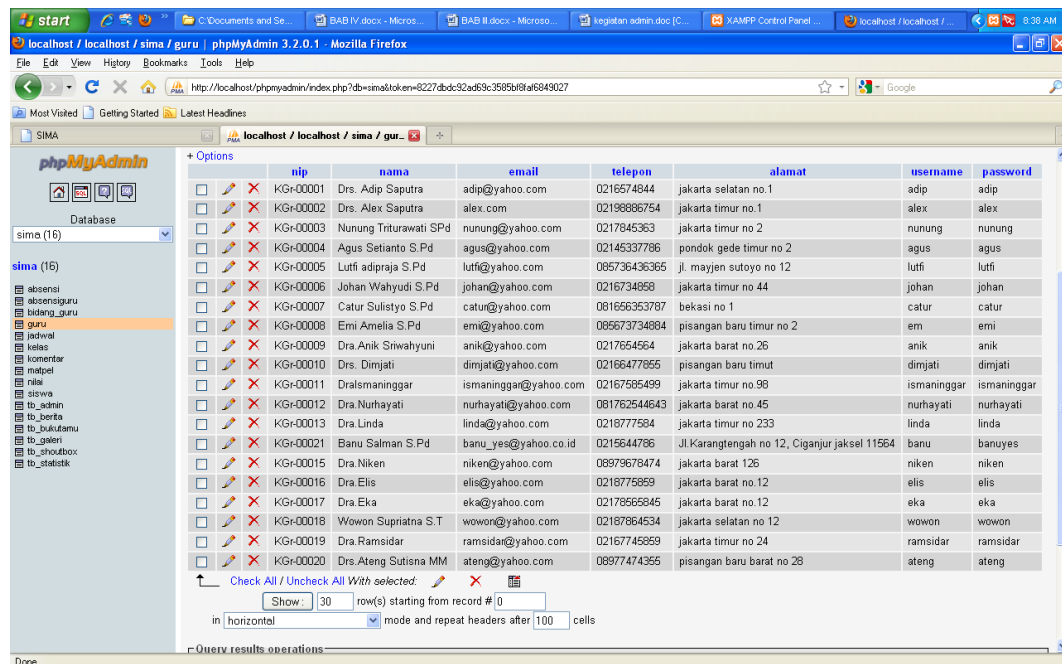 start C:\Documents and Se... BAB IV.docx - Micros... BAB III.docx - Microso... kegiatan admin.doc [C... XAMPP Control Panel ... localhost / localhost / ... 8:38 AM
localhost / localhost / sima / guru | phpMyAdmin 3.2.0.1 - Mozilla Firefox
File Edit View History Bookmarks Tools Help
http://localhost/phpmyadmin/index.php?db=sima&token=8227dbdc92ad69c3585bf8faf6849027 Google
Most Visited Getting Started Latest Headlines
SIMA localhost / localhost / sima / gur...
phpMyAdmin
Database
sima (16)
sima (16)
absensi
absensiguru
bidang_guru
guru
jadwal
kelas
komentar
matpel
nilai
siswa
tb_admin
tb_berita
tb_bukutamu
tb_galeri
tb_shoutbox
tb_statistik
+ Options
nip nama email telepon alamat username password
KGr-00001 Drs. Adip Saputra adip@yahoo.com 0216574844 jakarta selatan no.1 adip adip
KGr-00002 Drs. Alex Saputra alex.com 02198886754 jakarta timur no.1 alex alex
KGr-00003 Nunung Triturawati SPd nunung@yahoo.com 0217845363 jakarta timur no 2 nunung nunung
KGr-00004 Agus Setianto S.Pd agus@yahoo.com 02145337786 pondok gede timur no 2 agus agus
KGr-00005 Lutfi adipraja S.Pd lutfi@yahoo.com 085736436365 jl. mayjen sutoyo no 12 lutfi lutfi
KGr-00006 Johan Wahyudi S.Pd johan@yahoo.com 0216734858 jakarta timur no 44 johan johan
KGr-00007 Catur Sulistyo S.Pd catur@yahoo.com 081656353787 bekasi no 1 catur catur
KGr-00008 Emi Amelia S.Pd emi@yahoo.com 085673734884 pisangan baru timur no 2 em emi
KGr-00009 Dra.Anik Sriwahyuni anik@yahoo.com 0217654564 jakarta barat no.26 anik anik
KGr-00010 Drs. Dimjati dimjati@yahoo.com 02166477855 pisangan baru timut dimjati dimjati
KGr-00011 Dralsmaninggar ismaninggar@yahoo.com 02167585499 jakarta timur no.98 ismaninggar ismaninggar
KGr-00012 Dra.Nurhayati nurhayati@yahoo.com 081762544643 jakarta barat no.45 nurhayati nurhayati
KGr-00013 Dra.Linda linda@yahoo.com 0218777584 jakarta timur no 233 linda linda
KGr-00021 Banu Salman S.Pd banu_yes@yahoo.co.id 0215644786 Jl.Karangtengah no 12, Ciganjur jaksel 11564 banu banuyes
KGr-00015 Dra.Niken niken@yahoo.com 08979678474 jakarta barat 126 niken niken
KGr-00016 Dra.Elis elis@yahoo.com 0218775859 jakarta barat no.12 elis elis
KGr-00017 Dra.Eka eka@yahoo.com 02178565845 jakarta barat no.12 eka eka
KGr-00018 Wowon Supriatna S.T wowon@yahoo.com 02187864534 jakarta selatan no 12 wowon wowon
KGr-00019 Dra.Ramsidar ramsidar@yahoo.com 02167745859 jakarta timur no 24 ramsidar ramsidar
KGr-00020 Drs.Ateng Sutisna MM ateng@yahoo.com 08977474355 pisangan baru barat no 28 ateng ateng
Check All / Uncheck All With selected:
Show : 30 row(s) starting from record # 0
in horizontal mode and repeat headers after 100 cells
Query results operations
Done